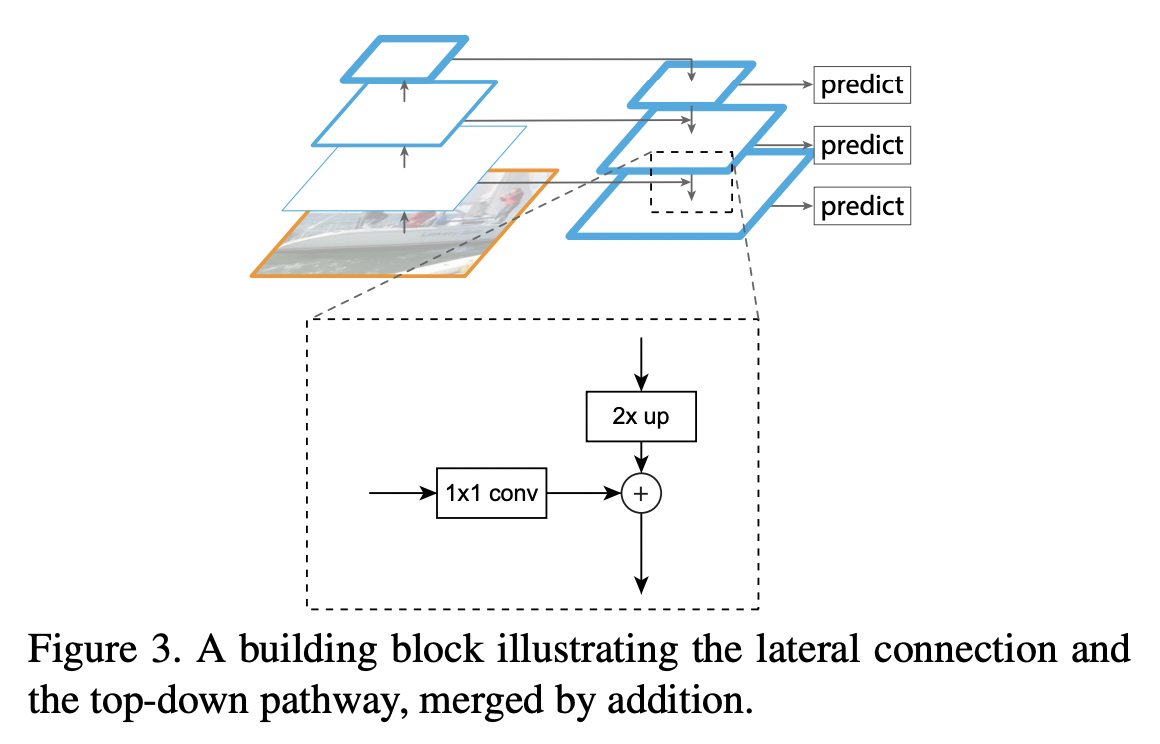 predict
predict
predict
2x up
1x1 conv
+
Figure 3. A building block illustrating the lateral connection and
the top-down pathway, merged by addition.